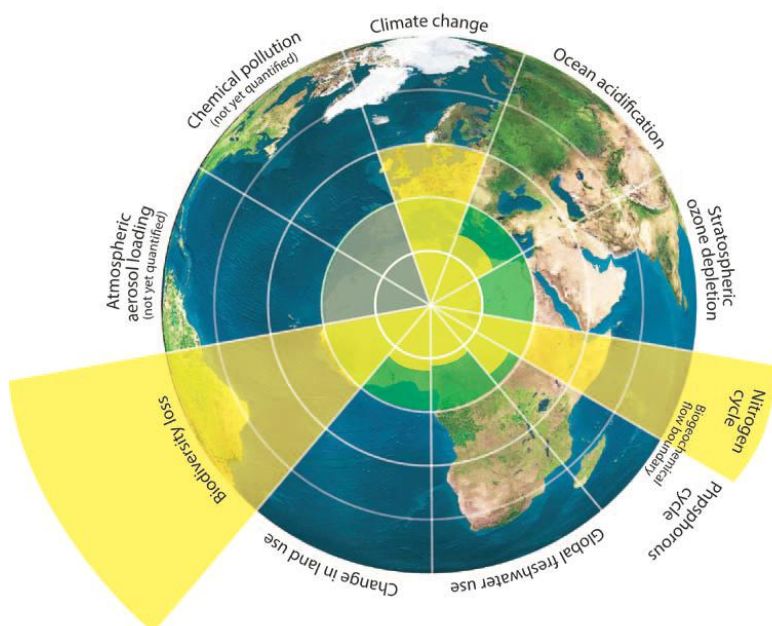 Climate change
Ocean acidification
Stratospheric
ozone depletion
Nitrogen
cycle
Biogeochemical
flow boundary
Phpsphorous
cycle
Global freshwater use
Change in land use
Biodiversity loss
Atmospheric
aerosol loading
(not yet quantified)
Chemical pollution
(not yet quantified)